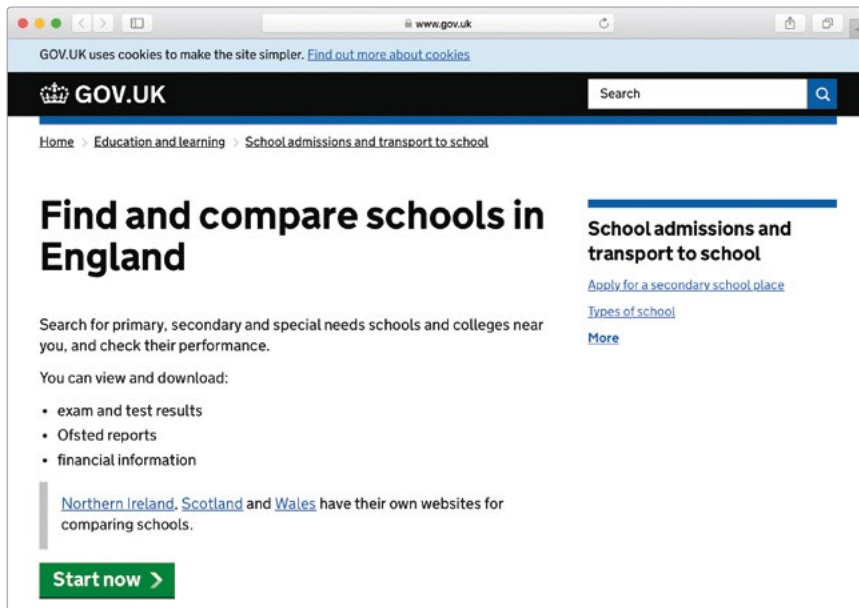 www.gov.uk
GOV.UK uses cookies to make the site simpler. Find out more about cookies
GOV.UK
Search
Home > Education and learning > School admissions and transport to school
Find and compare schools in
England
Search for primary, secondary and special needs schools and colleges near
you, and check their performance.
You can view and download:
• exam and test results
• Ofsted reports
• financial information
Northern Ireland, Scotland and Wales have their own websites for
comparing schools.
Start now
School admissions and
transport to school
Apply for a secondary school place
Types of school
More